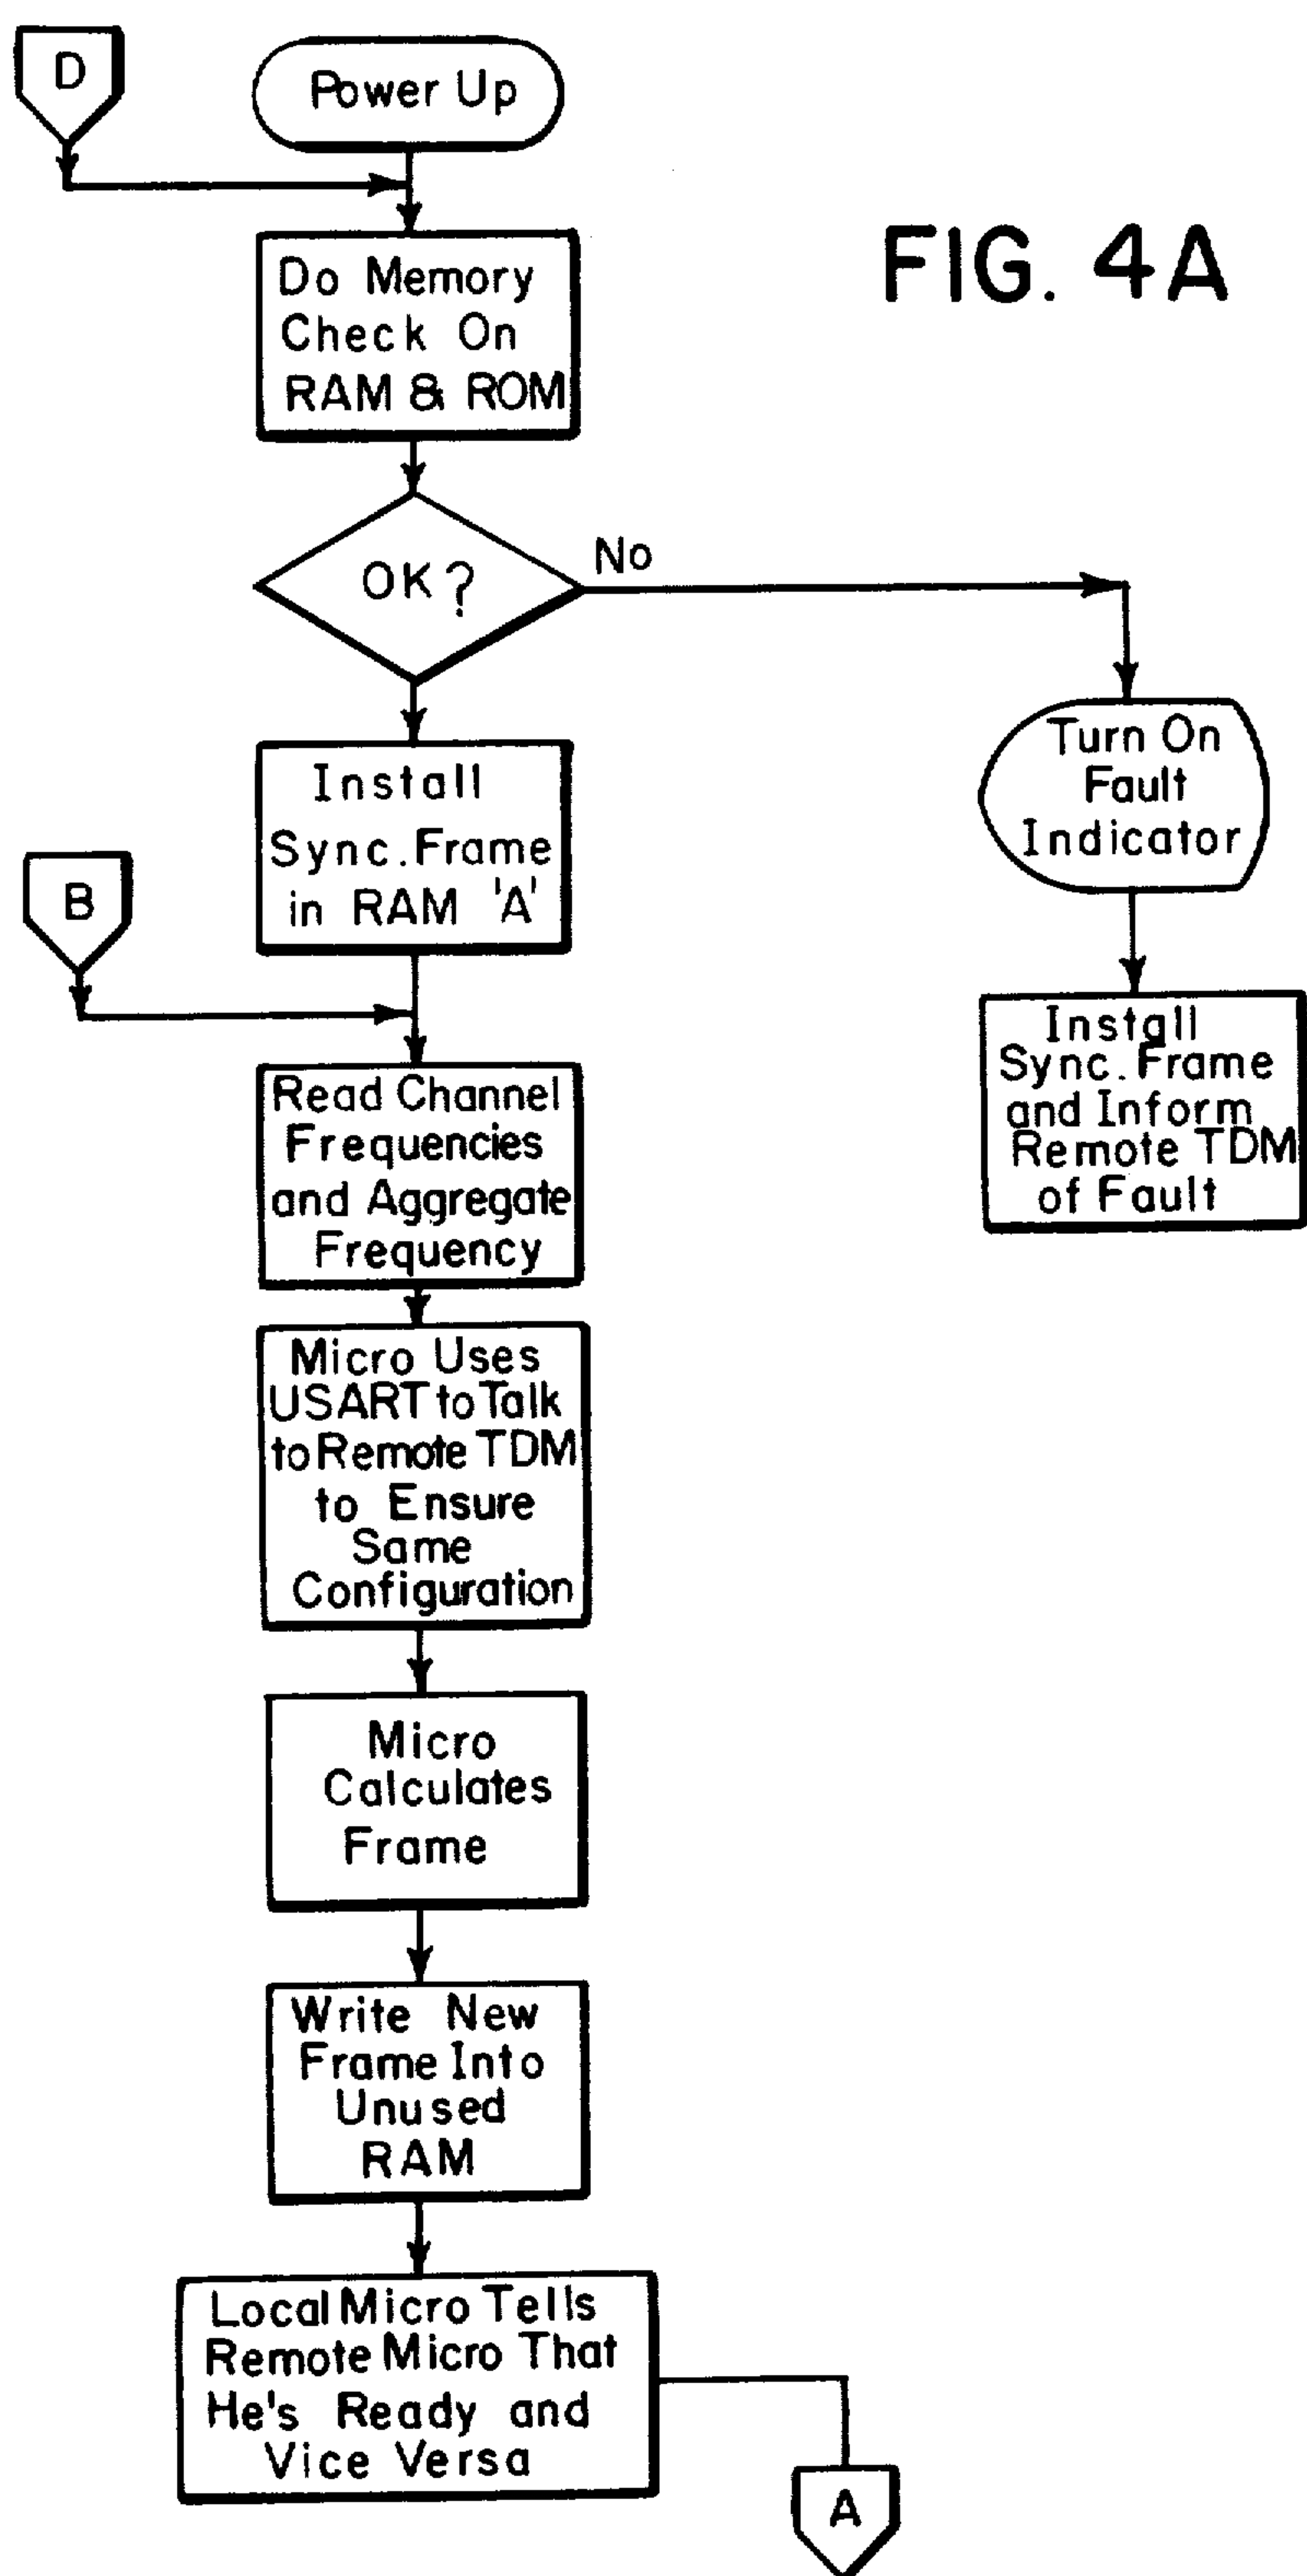 D
Power Up
FIG. 4A
Do Memory
Check On
RAM & ROM
OK?
No
Turn On
Fault
Indicator
Install
Sync. Frame
in RAM 'A'
B
Install
Sync. Frame
and Inform
Remote TDM
of Fault
Read Channel
Frequencies
and Aggregate
Frequency
Micro Uses
USART to Talk
to Remote TDM
to Ensure
Same
Configuration
Micro
Calculates
Frame
Write New
Frame Into
Unused
RAM
Local Micro Tells
Remote Micro That
He's Ready and
Vice Versa
A